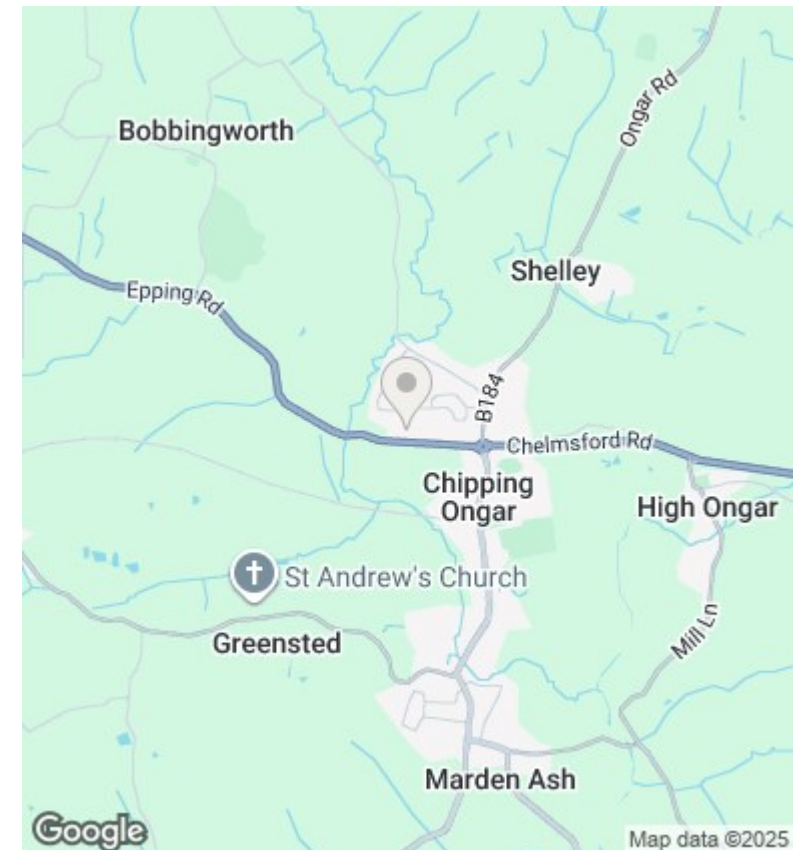 Ongar Rd
Bobbingworth
Shelley
Epping Rd
B184
Chelmsford Rd
Chipping
Ongar
High Ongar
St Andrew's Church
Greensted
Mill Ln
Marden Ash
Google
Map data ©2025